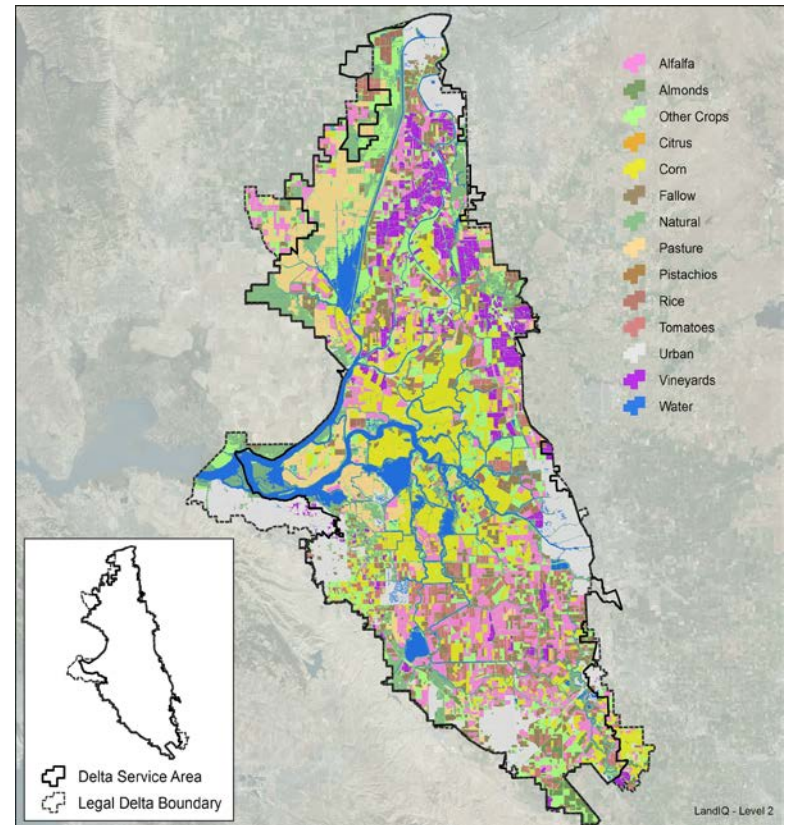 Alfalfa
Almonds
Other Crops
Citrus
Corn
Fallow
Natural
Pasture
Pistachios
Rice
Tomatoes
Urban
Vineyards
Water
Delta Service Area
Legal Delta Boundary
LandIQ - Level 2